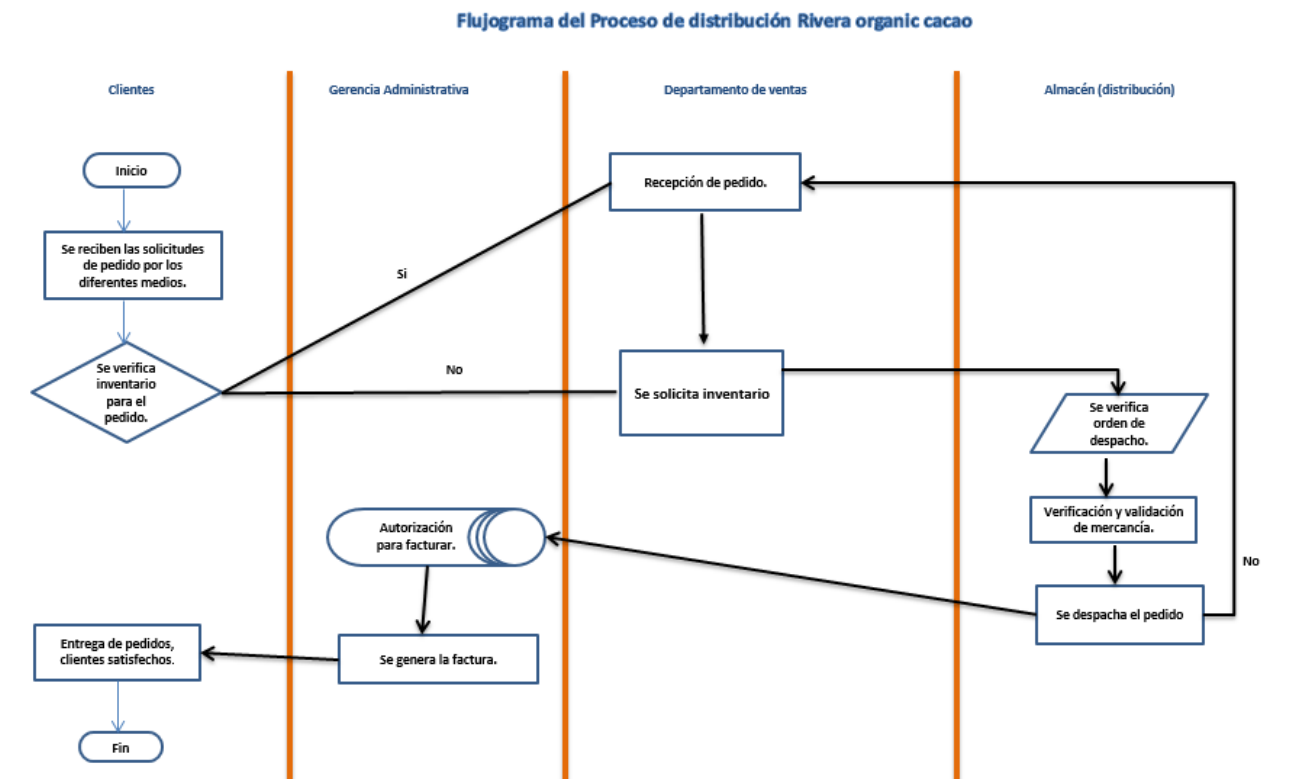 Flujograma del Proceso de distribución Rivera organic cacao
Clientes
Gerencia Administrativa
Departamento de ventas
Almacén (distribución)
Inicio
Se reciben las solicitudes
de pedido por los
diferentes medios.
Se verifica
inventario
para el
pedido.
Si
No
Recepción de pedido.
Se solicita inventario
Se verifica
orden de
despacho.
Verificación y validación
de mercancía.
Se despacha el pedido
No
Autorización
para facturar.
Se genera la factura.
Entrega de pedidos,
clientes satisfechos.
Fin